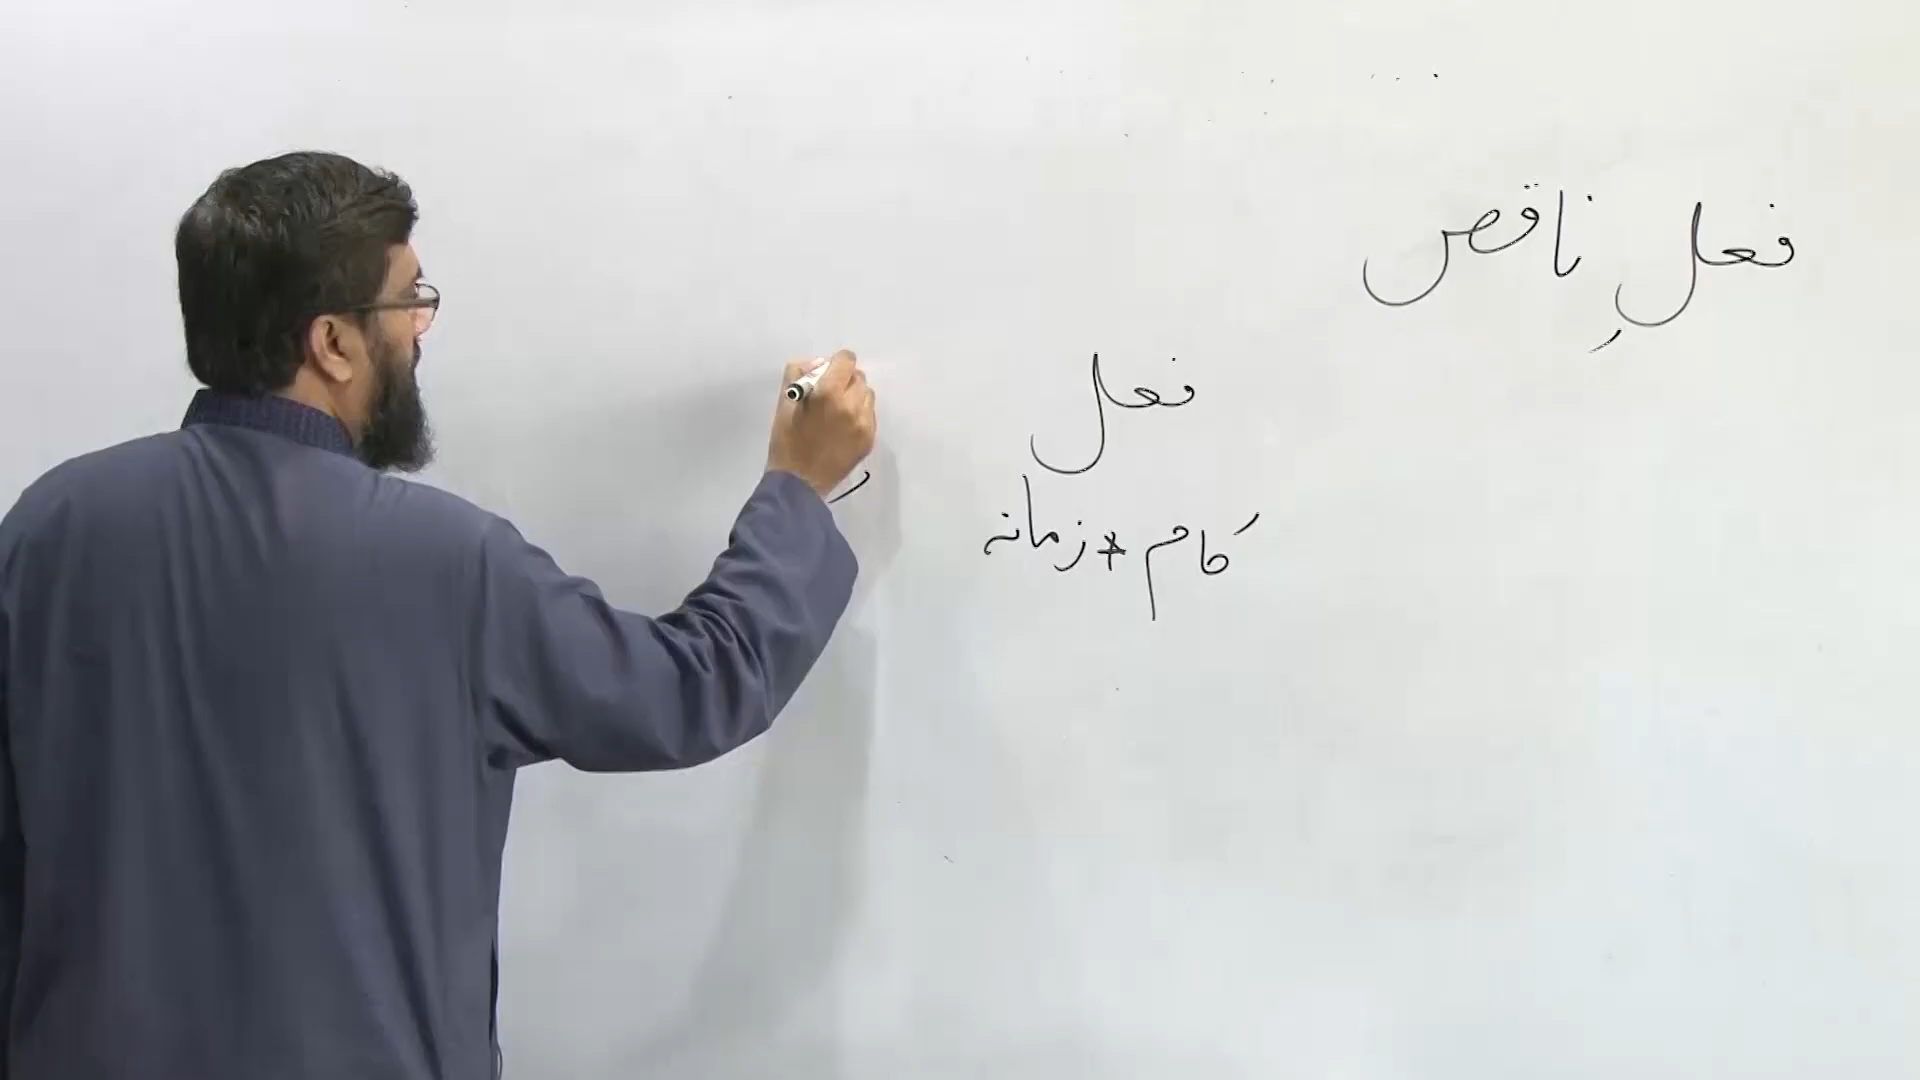 فعلِ ناقص
فعل
کام + زمانہ